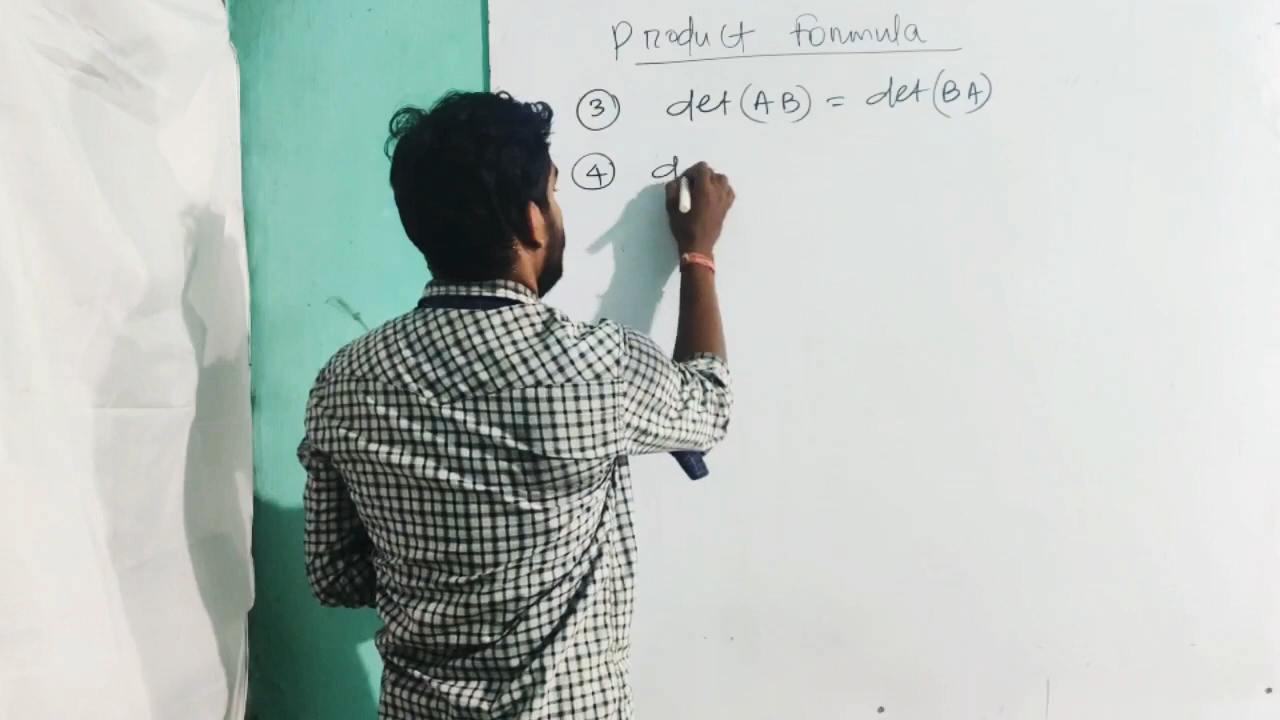 Product formula
③ det(AB) = det(BA)
④ d